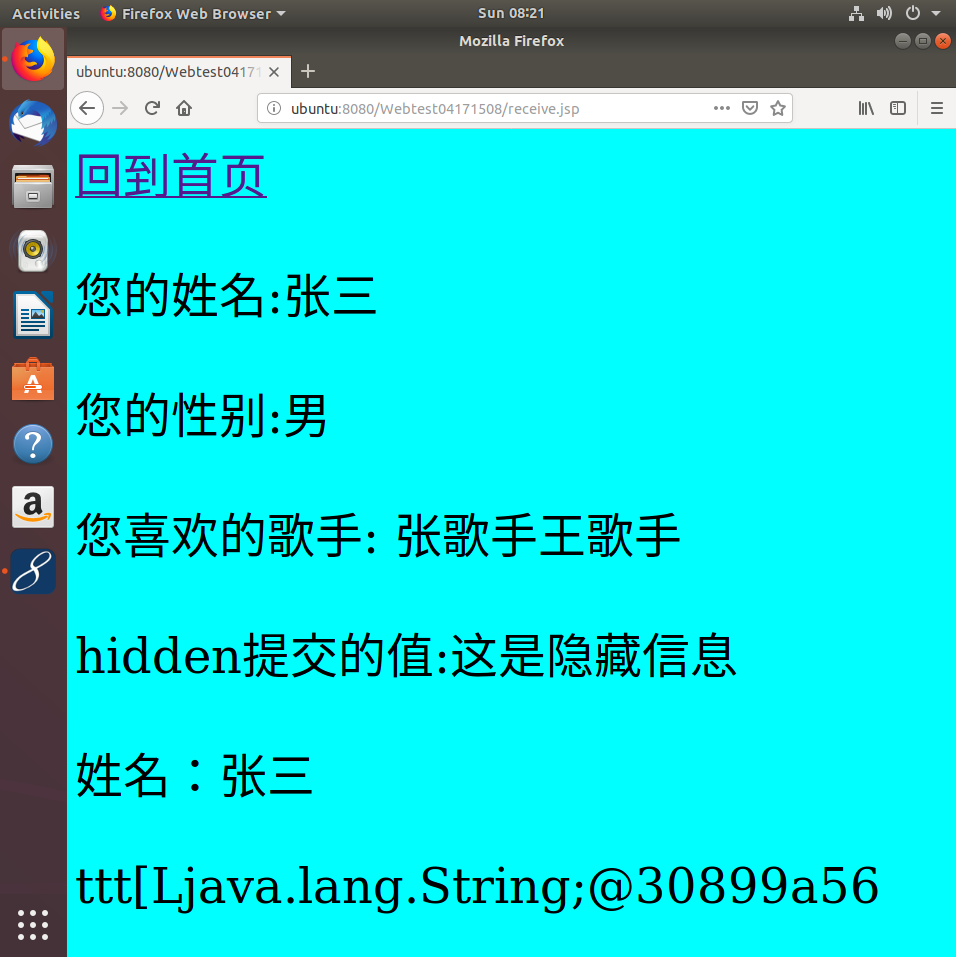 Activities Firefox Web Browser Sun 08:21
Mozilla Firefox
ubuntu:8080/Webtest04171
ubuntu:8080/Webtest04171508/receive.jsp
回到首页
您的姓名:张三
您的性别:男
您喜欢的歌手: 张歌手王歌手
hidden提交的值:这是隐藏信息
姓名：张三
ttt[Ljava.lang.String;@30899a56